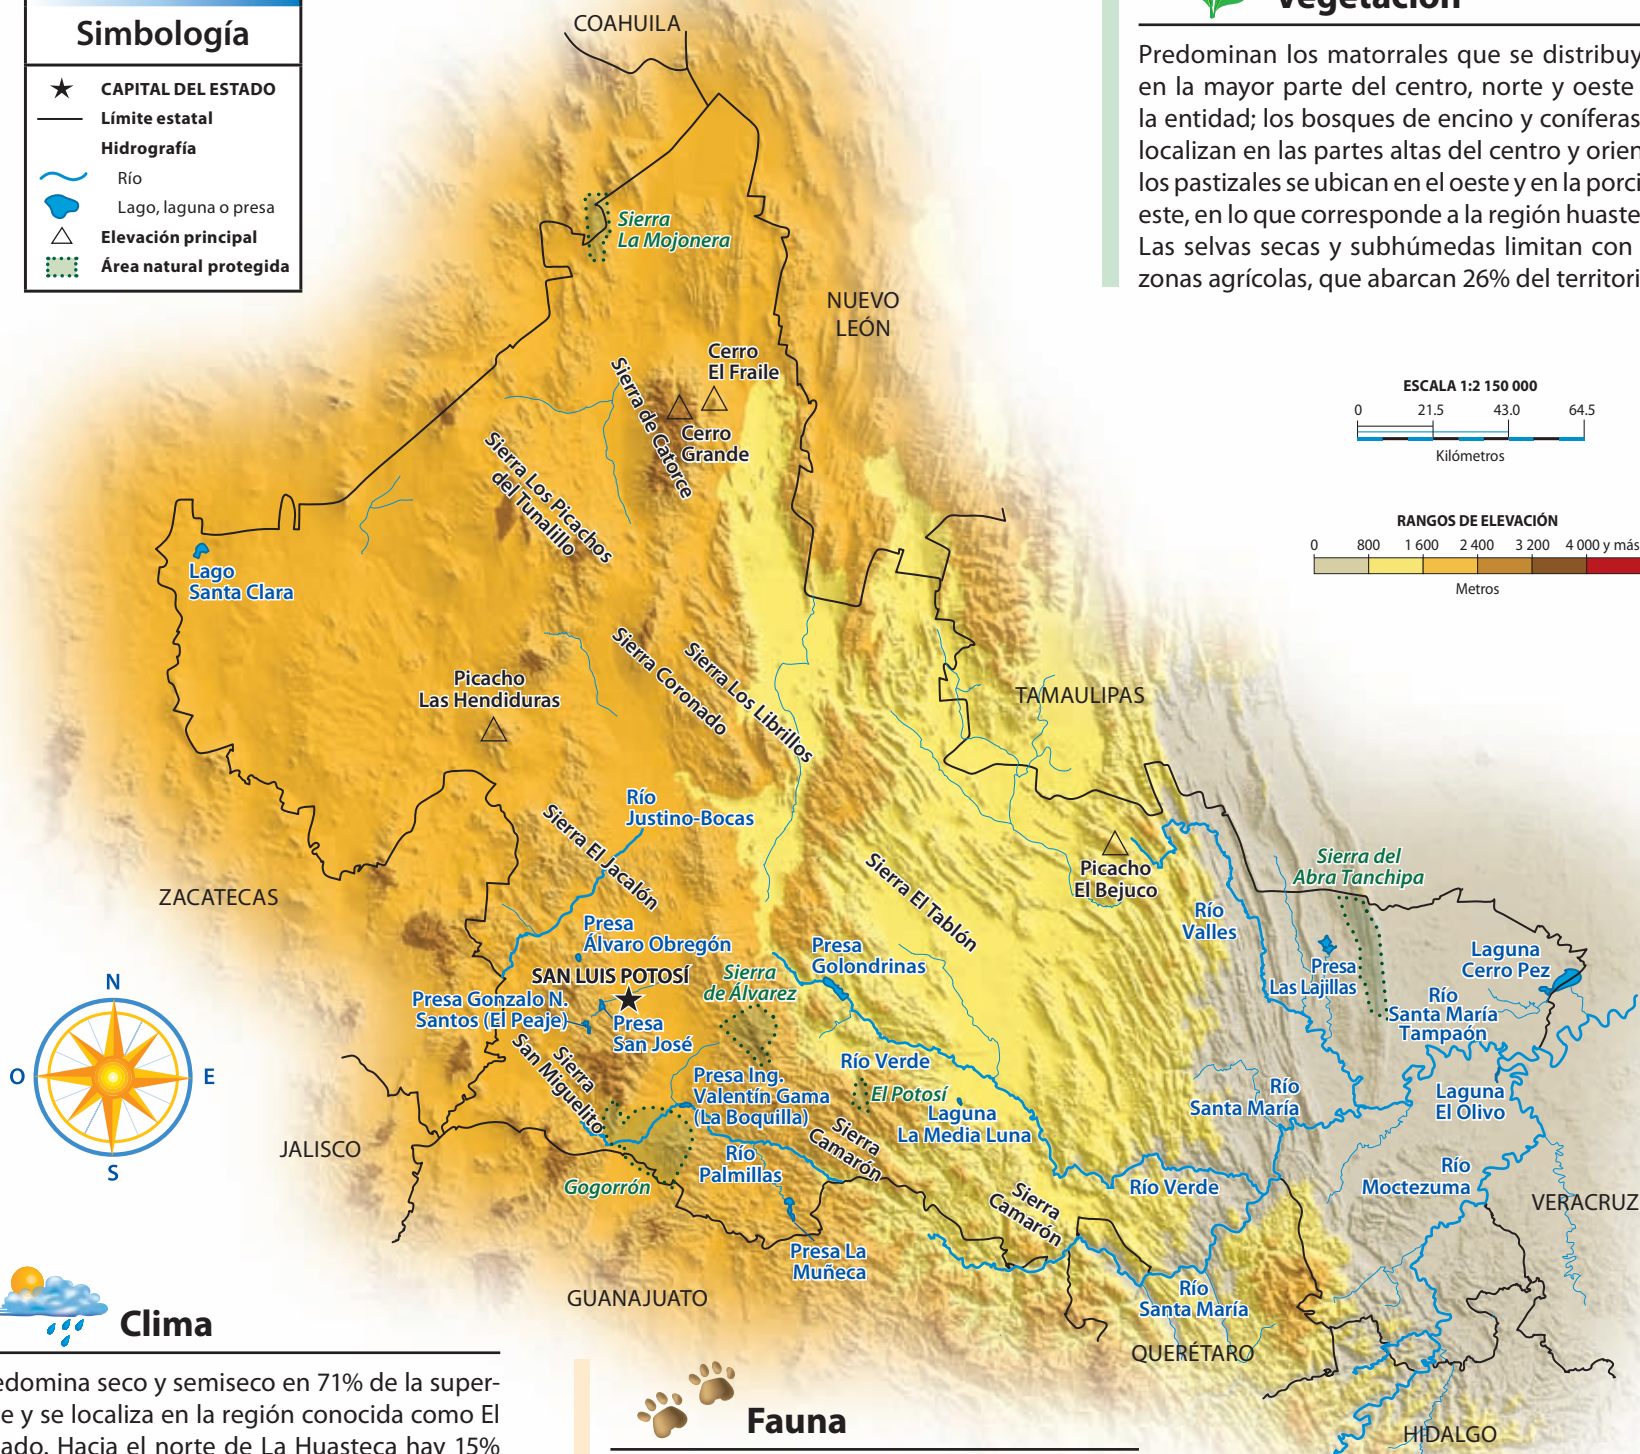 Simbología
CAPITAL DEL ESTADO
Límite estatal
Hidrografía
Río
Lago, laguna o presa
Elevación principal
Área natural protegida
COAHUILA
Vegetación
Predominan los matorrales que se distribuy
en la mayor parte del centro, norte y oeste
la entidad; los bosques de encino y coníferas
localizan en las partes altas del centro y orien
los pastizales se ubican en el oeste y en la porci
este, en lo que corresponde a la región huaste
Las selvas secas y subhúmedas limitan con
zonas agrícolas, que abarcan 26% del territori
Sierra
La Mojonera
NUEVO
LEÓN
Cerro
El Fraile
Sierra de Catorce
Cerro
Grande
ESCALA 1:2 150 000
0 21.5 43.0 64.5
Kilómetros
Sierra Los Picachos
del Tunalillo
RANGOS DE ELEVACIÓN
0 800 1 600 2 400 3 200 4 000 y más
Metros
Lago
Santa Clara
Sierra Coronado
Sierra Los Librillos
Picacho
Las Hendiduras
TAMAULIPAS
Río
Justino-Bocas
Sierra El Jacalón
Sierra El Tablón
Picacho
El Bejuco
Sierra del
Abra Tanchipa
ZACATECAS
Río
Valles
Presa
Álvaro Obregón
Presa
Golondrinas
Laguna
Cerro Pez
Presa
Las Lajillas
SAN LUIS POTOSÍ
Sierra
de Álvarez
Presa Gonzalo N.
Santos (El Peaje)
Río
Santa María
Tampaón
Presa
San José
N
O
E
S
Sierra
San Miguelito
Río Verde
Presa Ing.
Valentín Gama
(La Boquilla)
El Potosí
Río
Santa María
Laguna
El Olivo
Laguna
La Media Luna
Sierra
Camarón
JALISCO
Río
Palmillas
Gogorrón
Río Verde
Río
Moctezuma
Sierra
Camarón
VERACRUZ
Presa La
Muñeca
GUANAJUATO
Río
Santa María
QUERÉTARO
HIDALGO
Clima
edomina seco y semiseco en 71% de la super-
e y se localiza en la región conocida como El
ado. Hacia el norte de La Huasteca hay 15%
Fauna